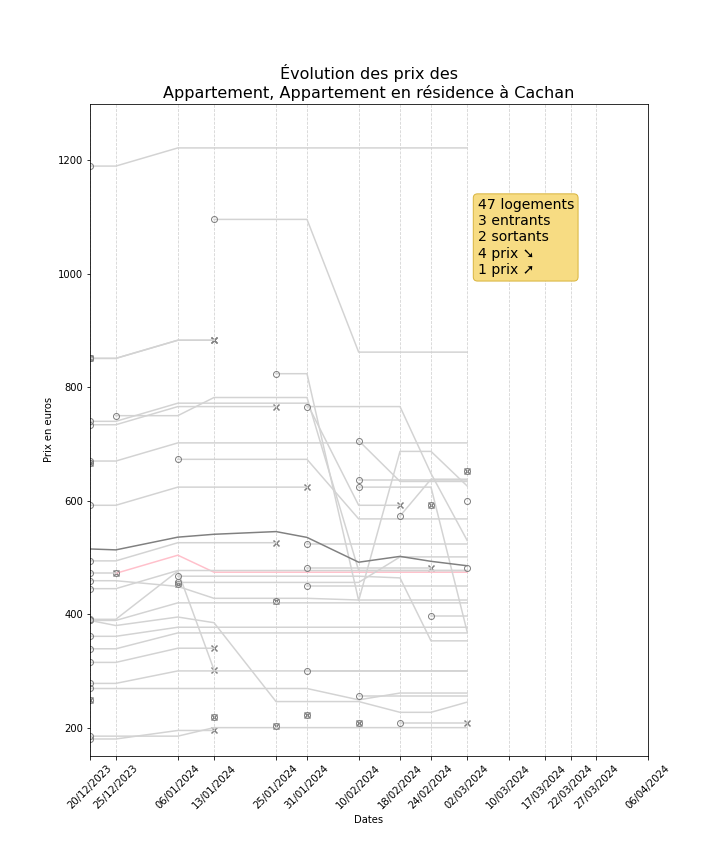 Évolution des prix des
Appartement, Appartement en résidence à Cachan
1200
1000
800
600
400
200
Prix en euros
47 logements
3 entrants
2 sortants
4 prix ➘
1 prix ➚
20/12/2023
25/12/2023
06/01/2024
13/01/2024
25/01/2024
31/01/2024
10/02/2024
18/02/2024
24/02/2024
02/03/2024
10/03/2024
17/03/2024
22/03/2024
27/03/2024
06/04/2024
Dates